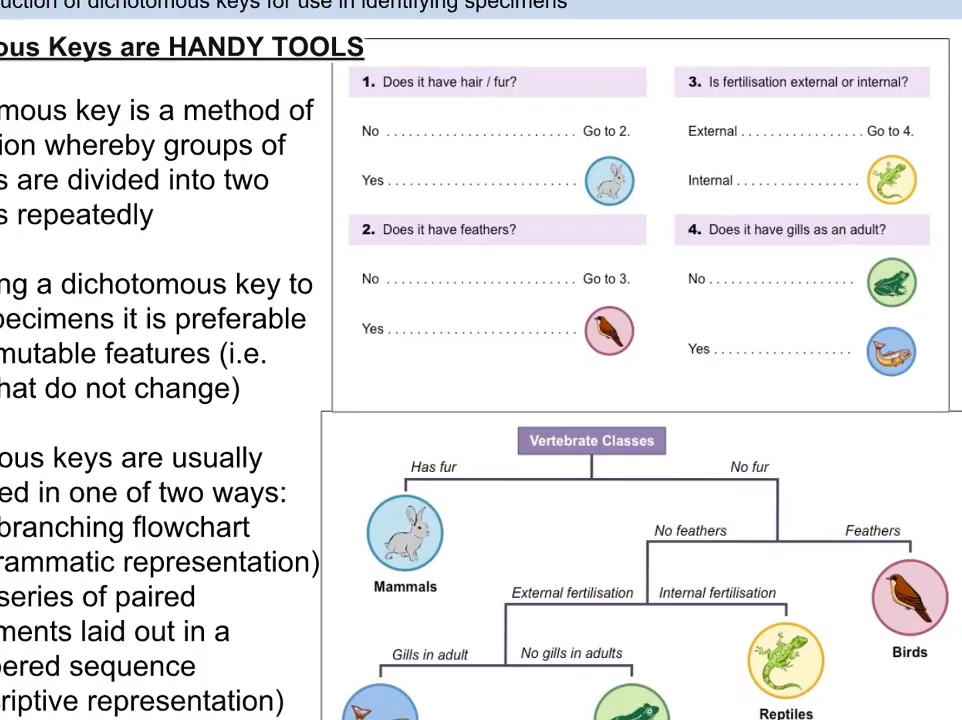 uction of dichotomous keys for use in identifying specimens
ous Keys are HANDY TOOLS
mous key is a method of
ion whereby groups of
s are divided into two
s repeatedly
ng a dichotomous key to
pecimens it is preferable
mutable features (i.e.
hat do not change)
ous keys are usually
ed in one of two ways:
branching flowchart
rammatic representation)
series of paired
ments laid out in a
ered sequence
criptive representation)
1. Does it have hair / fur?
No . . . . . . . . . . . . . . . . . . . . . . . . . . Go to 2.
Yes . . . . . . . . . . . . . . . . . . . . . . . . . .
2. Does it have feathers?
No . . . . . . . . . . . . . . . . . . . . . . . . . . Go to 3.
Yes . . . . . . . . . . . . . . . . . . . . . . . . . .
3. Is fertilisation external or internal?
External . . . . . . . . . . . . . . . . . Go to 4.
Internal . . . . . . . . . . . . . . . . .
4. Does it have gills as an adult?
No . . . . . . . . . . . . . . . . . . . .
Yes . . . . . . . . . . . . . . . . . . .
Vertebrate Classes
Has fur
No fur
No feathers
Feathers
Mammals
External fertilisation
Internal fertilisation
Birds
Gills in adult
No gills in adults
Reptiles